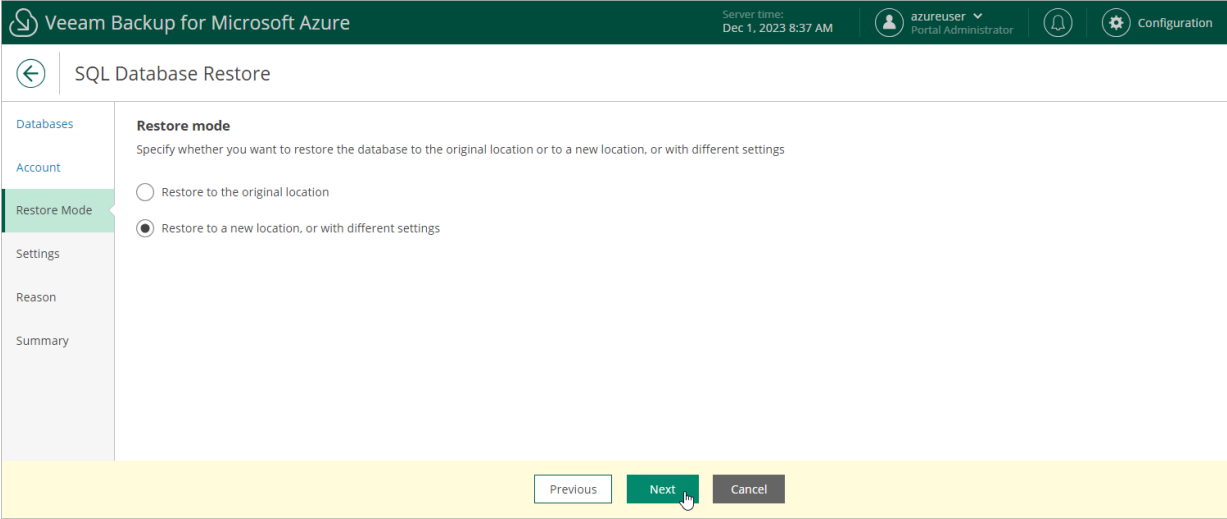 Veeam Backup for Microsoft Azure
Server time:
Dec 1, 2023 8:37 AM
azureuser
Portal Administrator
Configuration
SQL Database Restore
Databases
Account
Restore Mode
Settings
Reason
Summary
Restore mode
Specify whether you want to restore the database to the original location or to a new location, or with different settings
Restore to the original location
Restore to a new location, or with different settings
Previous
Next
Cancel